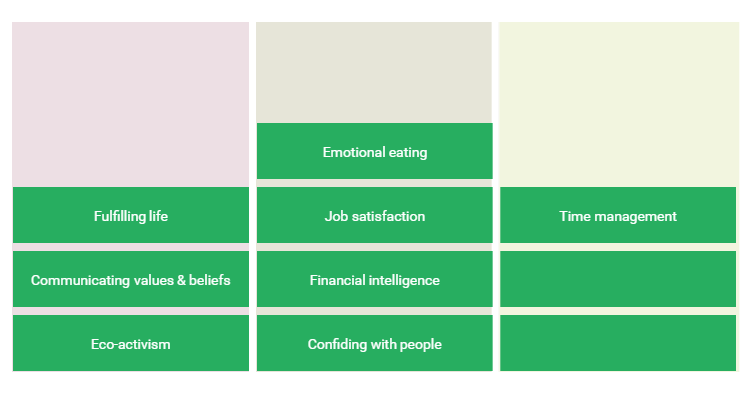 Emotional eating
Fulfilling life
Job satisfaction
Time management
Communicating values & beliefs
Financial intelligence
Eco-activism
Confiding with people